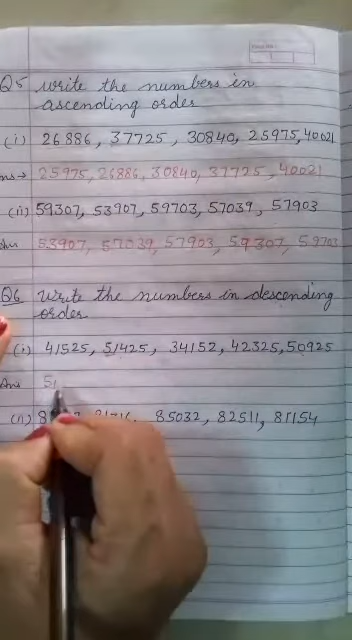 Q5 write the numbers in
ascending order
(i) 26886, 37725, 30840, 25975, 40021
Ans→ 25975, 26886, 30840, 37725, 40021
(ii) 59307, 53907, 59703, 57039, 57903
Ans 53907, 57039, 57903, 59307, 59703
Q6 Write the numbers in descending
order
(i) 41525, 51425, 34152, 42325, 50925
Ans 51
(ii) 85032, 82511, 81154